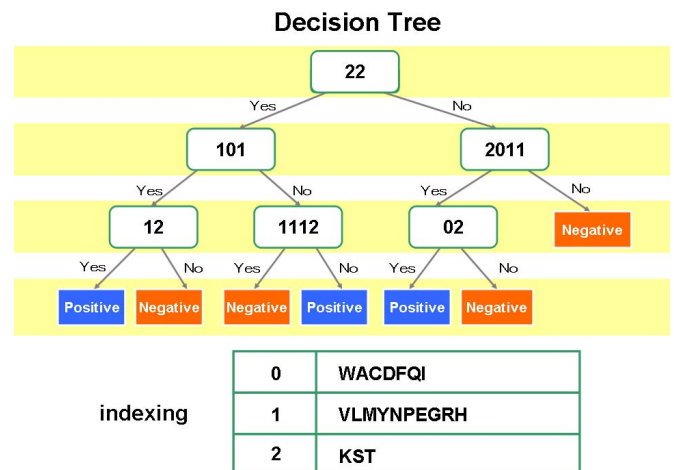 Decision Tree
22
Yes No
101 2011
Yes No Yes No
12 1112 02 Negative
Yes No Yes No Yes No
Positive Negative Negative Positive Positive Negative
0 WACDFQI
indexing 1 VLMYNPEGRH
2 KST